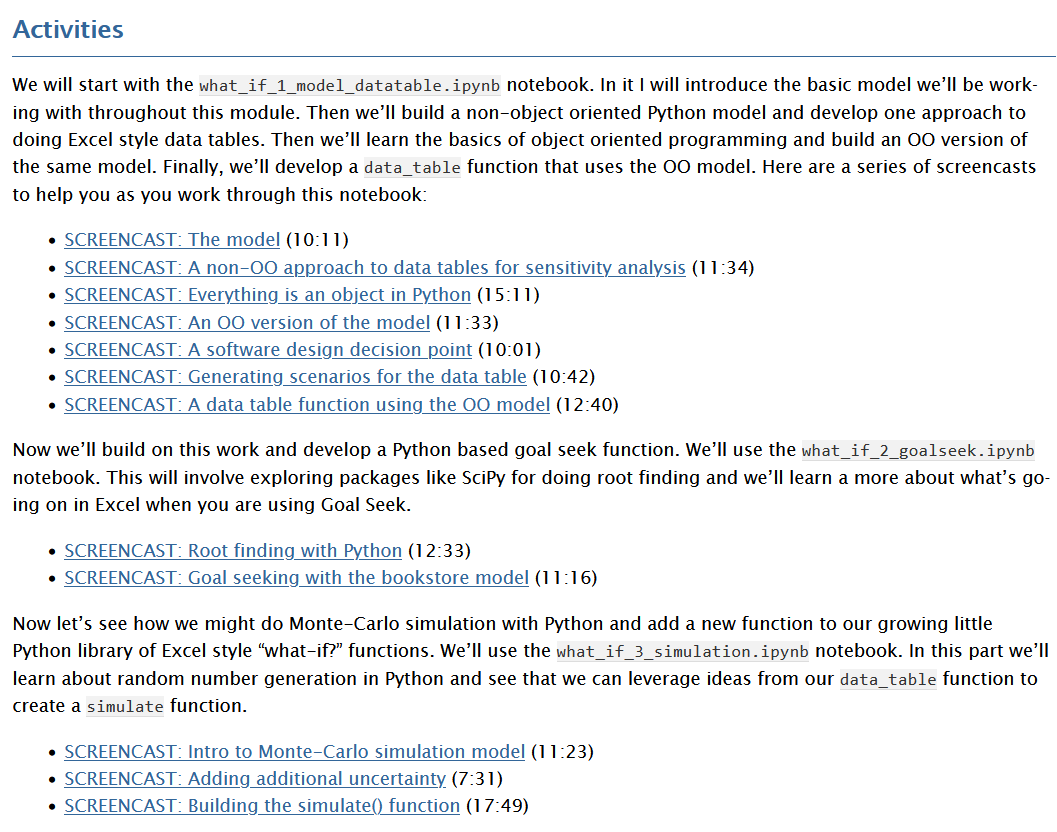 Activities
We will start with the what_if_1_model_datatable.ipynb notebook. In it I will introduce the basic model we’ll be work-
ing with throughout this module. Then we’ll build a non-object oriented Python model and develop one approach to
doing Excel style data tables. Then we’ll learn the basics of object oriented programming and build an OO version of
the same model. Finally, we’ll develop a data_table function that uses the OO model. Here are a series of screencasts
to help you as you work through this notebook:
• SCREENCAST: The model (10:11)
• SCREENCAST: A non-OO approach to data tables for sensitivity analysis (11:34)
• SCREENCAST: Everything is an object in Python (15:11)
• SCREENCAST: An OO version of the model (11:33)
• SCREENCAST: A software design decision point (10:01)
• SCREENCAST: Generating scenarios for the data table (10:42)
• SCREENCAST: A data table function using the OO model (12:40)
Now we’ll build on this work and develop a Python based goal seek function. We’ll use the what_if_2_goalseek.ipynb
notebook. This will involve exploring packages like SciPy for doing root finding and we’ll learn a more about what’s go-
ing on in Excel when you are using Goal Seek.
• SCREENCAST: Root finding with Python (12:33)
• SCREENCAST: Goal seeking with the bookstore model (11:16)
Now let’s see how we might do Monte-Carlo simulation with Python and add a new function to our growing little
Python library of Excel style “what-if?” functions. We’ll use the what_if_3_simulation.ipynb notebook. In this part we’ll
learn about random number generation in Python and see that we can leverage ideas from our data_table function to
create a simulate function.
• SCREENCAST: Intro to Monte-Carlo simulation model (11:23)
• SCREENCAST: Adding additional uncertainty (7:31)
• SCREENCAST: Building the simulate() function (17:49)